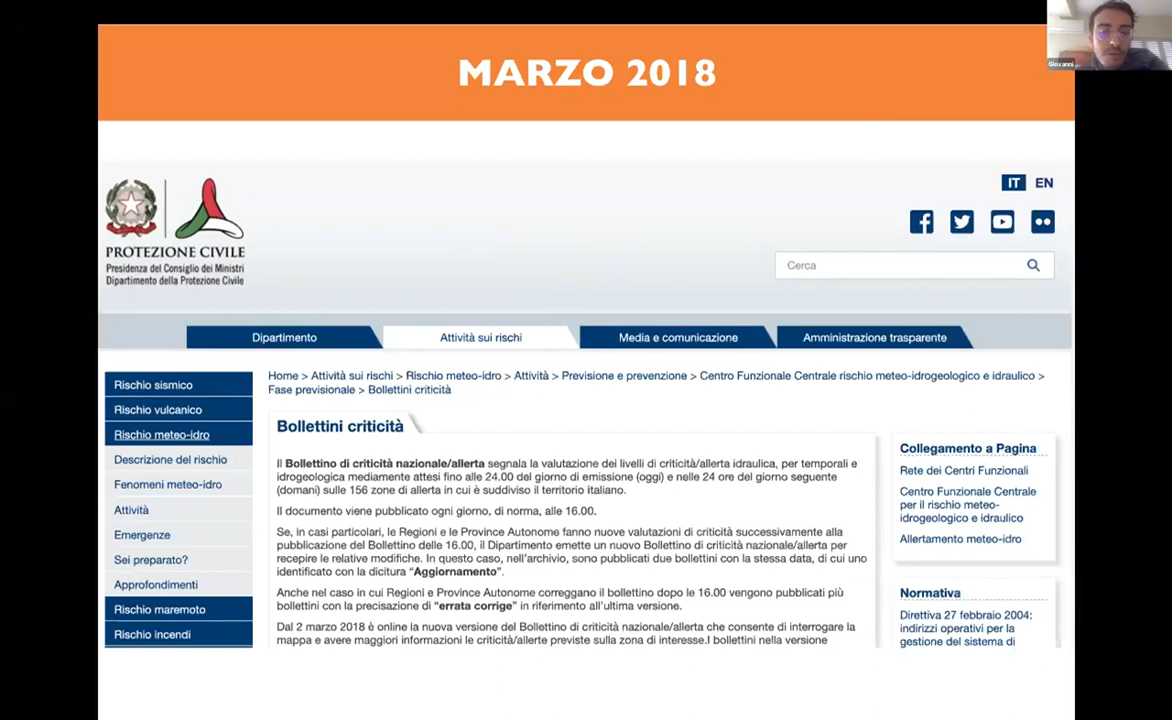 MARZO 2018
Giovanni
IT EN
PROTEZIONE CIVILE
Presidenza del Consiglio dei Ministri
Dipartimento della Protezione Civile
Cerca
Dipartimento
Attività sui rischi
Media e comunicazione
Amministrazione trasparente
Rischio sismico
Rischio vulcanico
Rischio meteo-idro
Descrizione del rischio
Fenomeni meteo-idro
Attività
Emergenze
Sei preparato?
Approfondimenti
Rischio maremoto
Rischio incendi
Home > Attività sui rischi > Rischio meteo-idro > Attività > Previsione e prevenzione > Centro Funzionale Centrale rischio meteo-idrogeologico e idraulico >
Fase previsionale > Bollettini criticità
Bollettini criticità
Il Bollettino di criticità nazionale/allerta segnala la valutazione dei livelli di criticità/allerta idraulica, per temporali e
idrogeologica mediamente attesi fino alle 24.00 del giorno di emissione (oggi) e nelle 24 ore del giorno seguente
(domani) sulle 156 zone di allerta in cui è suddiviso il territorio italiano.
Il documento viene pubblicato ogni giorno, di norma, alle 16.00.
Se, in casi particolari, le Regioni e le Province Autonome fanno nuove valutazioni di criticità successivamente alla
pubblicazione del Bollettino delle 16.00, il Dipartimento emette un nuovo Bollettino di criticità nazionale/allerta per
recepire le relative modifiche. In questo caso, nell'archivio, sono pubblicati due bollettini con la stessa data, di cui uno
identificato con la dicitura “Aggiornamento”.
Anche nel caso in cui Regioni e Province Autonome correggano il bollettino dopo le 16.00 vengono pubblicati più
bollettini con la precisazione di “errata corrige” in riferimento all'ultima versione.
Dal 2 marzo 2018 è online la nuova versione del Bollettino di criticità nazionale/allerta che consente di interrogare la
mappa e avere maggiori informazioni le criticità/allerte previste sulla zona di interesse.I bollettini nella versione
Collegamento a Pagina
Rete dei Centri Funzionali
Centro Funzionale Centrale
per il rischio meteo-
idrogeologico e idraulico
Allertamento meteo-idro
Normativa
Direttiva 27 febbraio 2004:
indirizzi operativi per la
gestione del sistema di